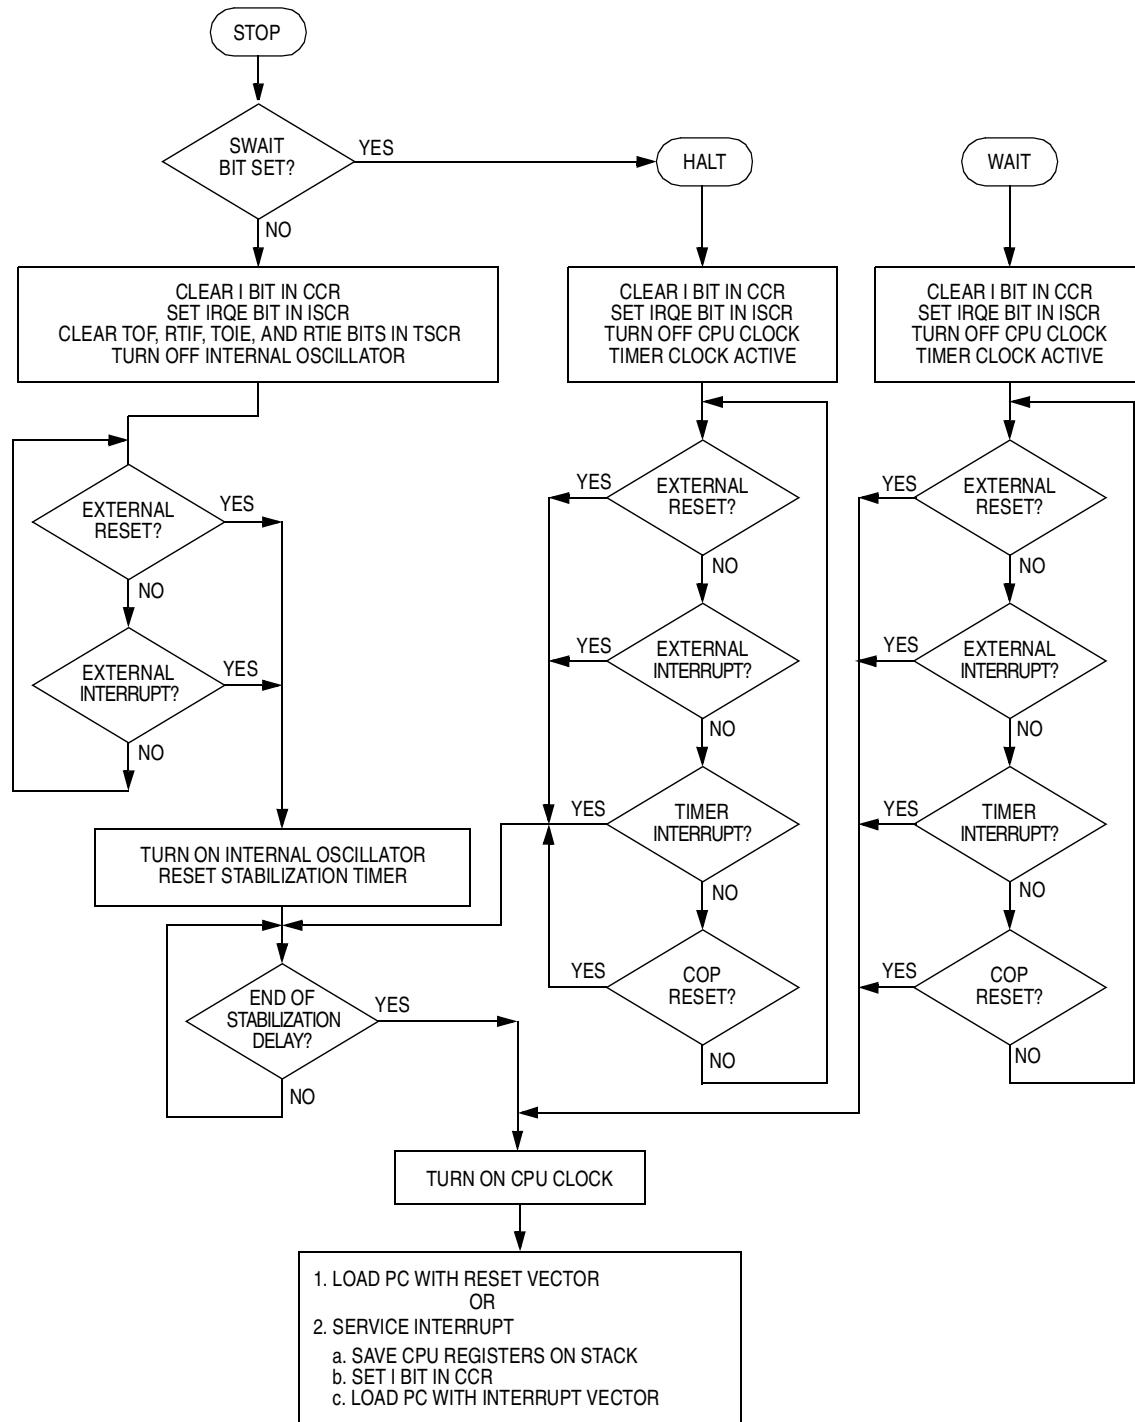 STOP
SWAIT
BIT SET?
YES
NO
HALT
WAIT
CLEAR I BIT IN CCR
SET IRQE BIT IN ISCR
CLEAR TOF, RTIF, TOIE, AND RTIE BITS IN TSCR
TURN OFF INTERNAL OSCILLATOR
CLEAR I BIT IN CCR
SET IRQE BIT IN ISCR
TURN OFF CPU CLOCK
TIMER CLOCK ACTIVE
CLEAR I BIT IN CCR
SET IRQE BIT IN ISCR
TURN OFF CPU CLOCK
TIMER CLOCK ACTIVE
EXTERNAL
RESET?
YES
NO
EXTERNAL
INTERRUPT?
YES
NO
TURN ON INTERNAL OSCILLATOR
RESET STABILIZATION TIMER
END OF
STABILIZATION
DELAY?
YES
NO
YES
EXTERNAL
RESET?
NO
YES
EXTERNAL
INTERRUPT?
NO
YES
TIMER
INTERRUPT?
NO
YES
COP
RESET?
NO
YES
EXTERNAL
RESET?
NO
YES
EXTERNAL
INTERRUPT?
NO
YES
TIMER
INTERRUPT?
NO
YES
COP
RESET?
NO
TURN ON CPU CLOCK
1. LOAD PC WITH RESET VECTOR
OR
2. SERVICE INTERRUPT
a. SAVE CPU REGISTERS ON STACK
b. SET I BIT IN CCR
c. LOAD PC WITH INTERRUPT VECTOR